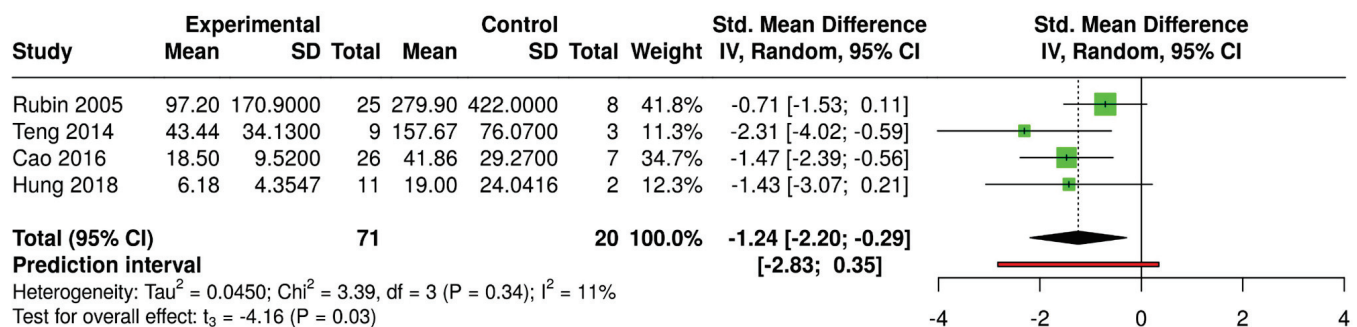 Experimental Control Std. Mean Difference Std. Mean Difference
Study Mean SD Total Mean SD Total Weight IV, Random, 95% CI IV, Random, 95% CI
Rubin 2005 97.20 170.9000 25 279.90 422.0000 8 41.8% -0.71 [-1.53; 0.11]
Teng 2014 43.44 34.1300 9 157.67 76.0700 3 11.3% -2.31 [-4.02; -0.59]
Cao 2016 18.50 9.5200 26 41.86 29.2700 7 34.7% -1.47 [-2.39; -0.56]
Hung 2018 6.18 4.3547 11 19.00 24.0416 2 12.3% -1.43 [-3.07; 0.21]
Total (95% CI) 71 20 100.0% -1.24 [-2.20; -0.29]
Prediction interval [-2.83; 0.35]
Heterogeneity: Tau² = 0.0450; Chi² = 3.39, df = 3 (P = 0.34); I² = 11%
Test for overall effect: t₃ = -4.16 (P = 0.03)
-4 -2 0 2 4